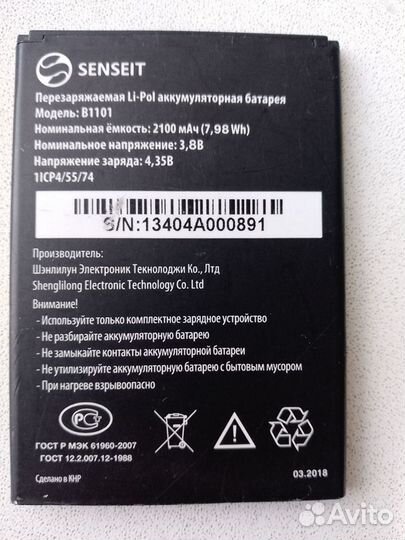 SENSEIT
Перезаряжаемая Li-Pol аккумуляторная батарея
Модель: B1101
Номинальная ёмкость: 2100 мАч (7,98 Wh)
Номинальное напряжение: 3,8В
Напряжение заряда: 4,35В
1ICP4/55/74
S/N:13404A000891
Производитель:
Шэнлилун Электроник Текнолоджи Ко., Лтд
Shenglilong Electronic Technology Co. Ltd
Внимание!
- Используйте только комплектное зарядное устройство
- Не разбирайте аккумуляторную батарею
- Не замыкайте контакты аккумуляторной батареи
- Не утилизируйте аккумуляторную батарею с бытовым мусором
- При нагреве взрывоопасно
РС
ГОСТ Р МЭК 61960-2007
ГОСТ 12.2.007.12-1988
Сделано в КНР
03.2018
Avito